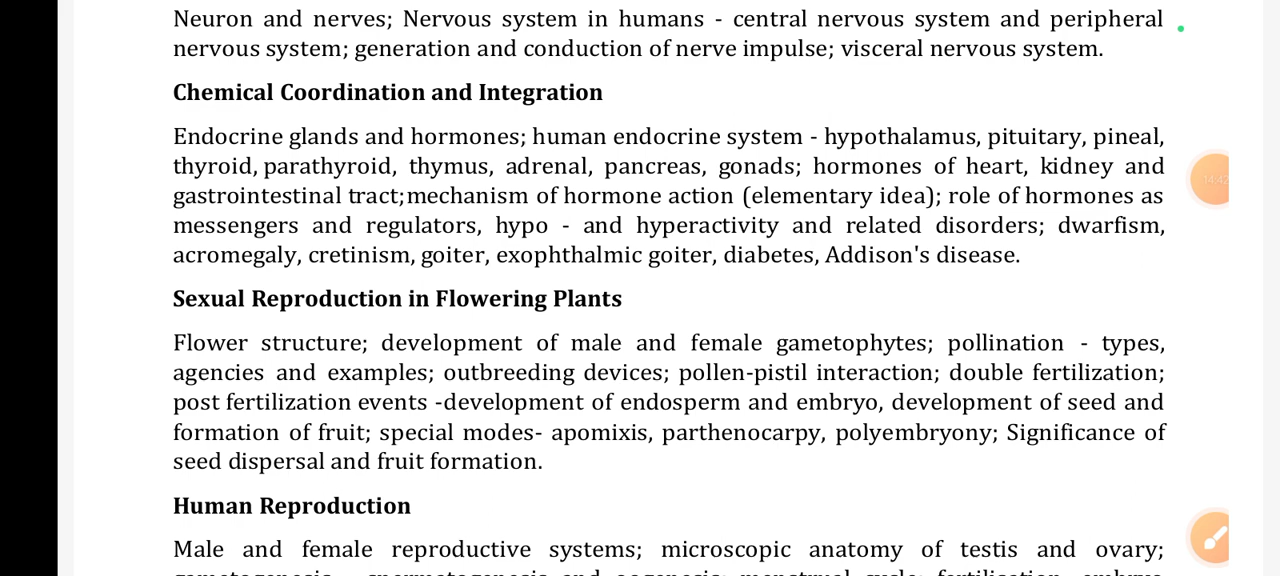 Neuron and nerves; Nervous system in humans - central nervous system and peripheral
nervous system; generation and conduction of nerve impulse; visceral nervous system.
Chemical Coordination and Integration
Endocrine glands and hormones; human endocrine system - hypothalamus, pituitary, pineal,
thyroid, parathyroid, thymus, adrenal, pancreas, gonads; hormones of heart, kidney and
gastrointestinal tract;mechanism of hormone action (elementary idea); role of hormones as
messengers and regulators, hypo - and hyperactivity and related disorders; dwarfism,
acromegaly, cretinism, goiter, exophthalmic goiter, diabetes, Addison's disease.
Sexual Reproduction in Flowering Plants
Flower structure; development of male and female gametophytes; pollination - types,
agencies and examples; outbreeding devices; pollen-pistil interaction; double fertilization;
post fertilization events -development of endosperm and embryo, development of seed and
formation of fruit; special modes- apomixis, parthenocarpy, polyembryony; Significance of
seed dispersal and fruit formation.
Human Reproduction
Male and female reproductive systems; microscopic anatomy of testis and ovary;
14:42